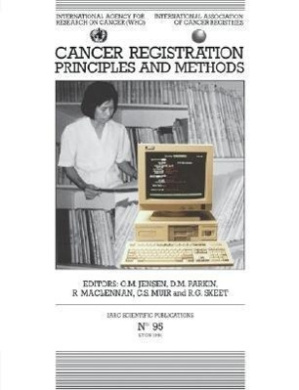 INTERNATIONAL AGENCY FOR
RESEARCH ON CANCER (WHO)
INTERNATIONAL ASSOCIATION
OF CANCER REGISTRIES
CANCER REGISTRATION
PRINCIPLES AND METHODS
EDITORS: O.M. JENSEN, D.M. PARKIN,
R. MACLENNAN, C.S. MUIR and R.G. SKEET
IARC SCIENTIFIC PUBLICATIONS
N° 95